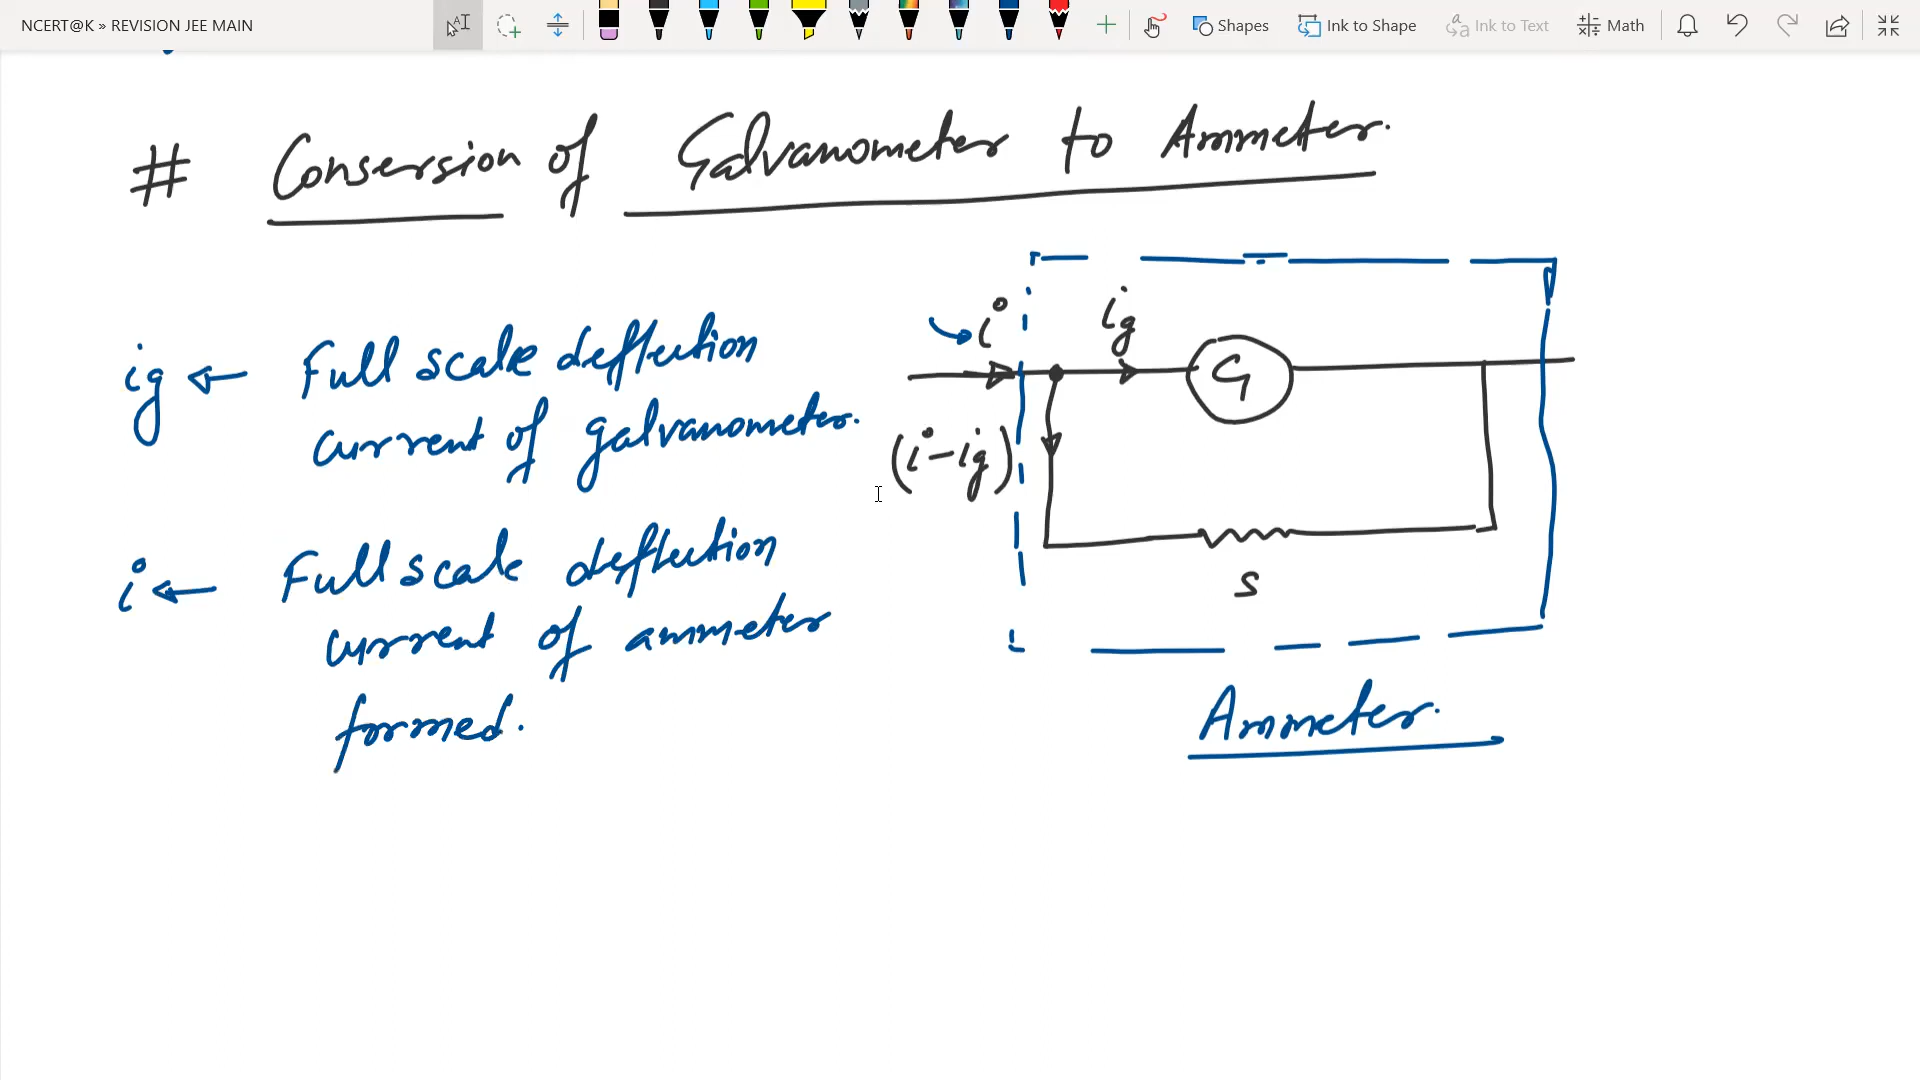 NCERT@K » REVISION JEE MAIN
Shapes
Ink to Shape
Ink to Text
Math
# Conversion of Galvanometer to Ammeter.
ig ← Full scale deflection
current of galvanometer.
i ← Full scale deflection
current of ammeter
formed.
i
ig
G
(i-ig)
S
Ammeter.